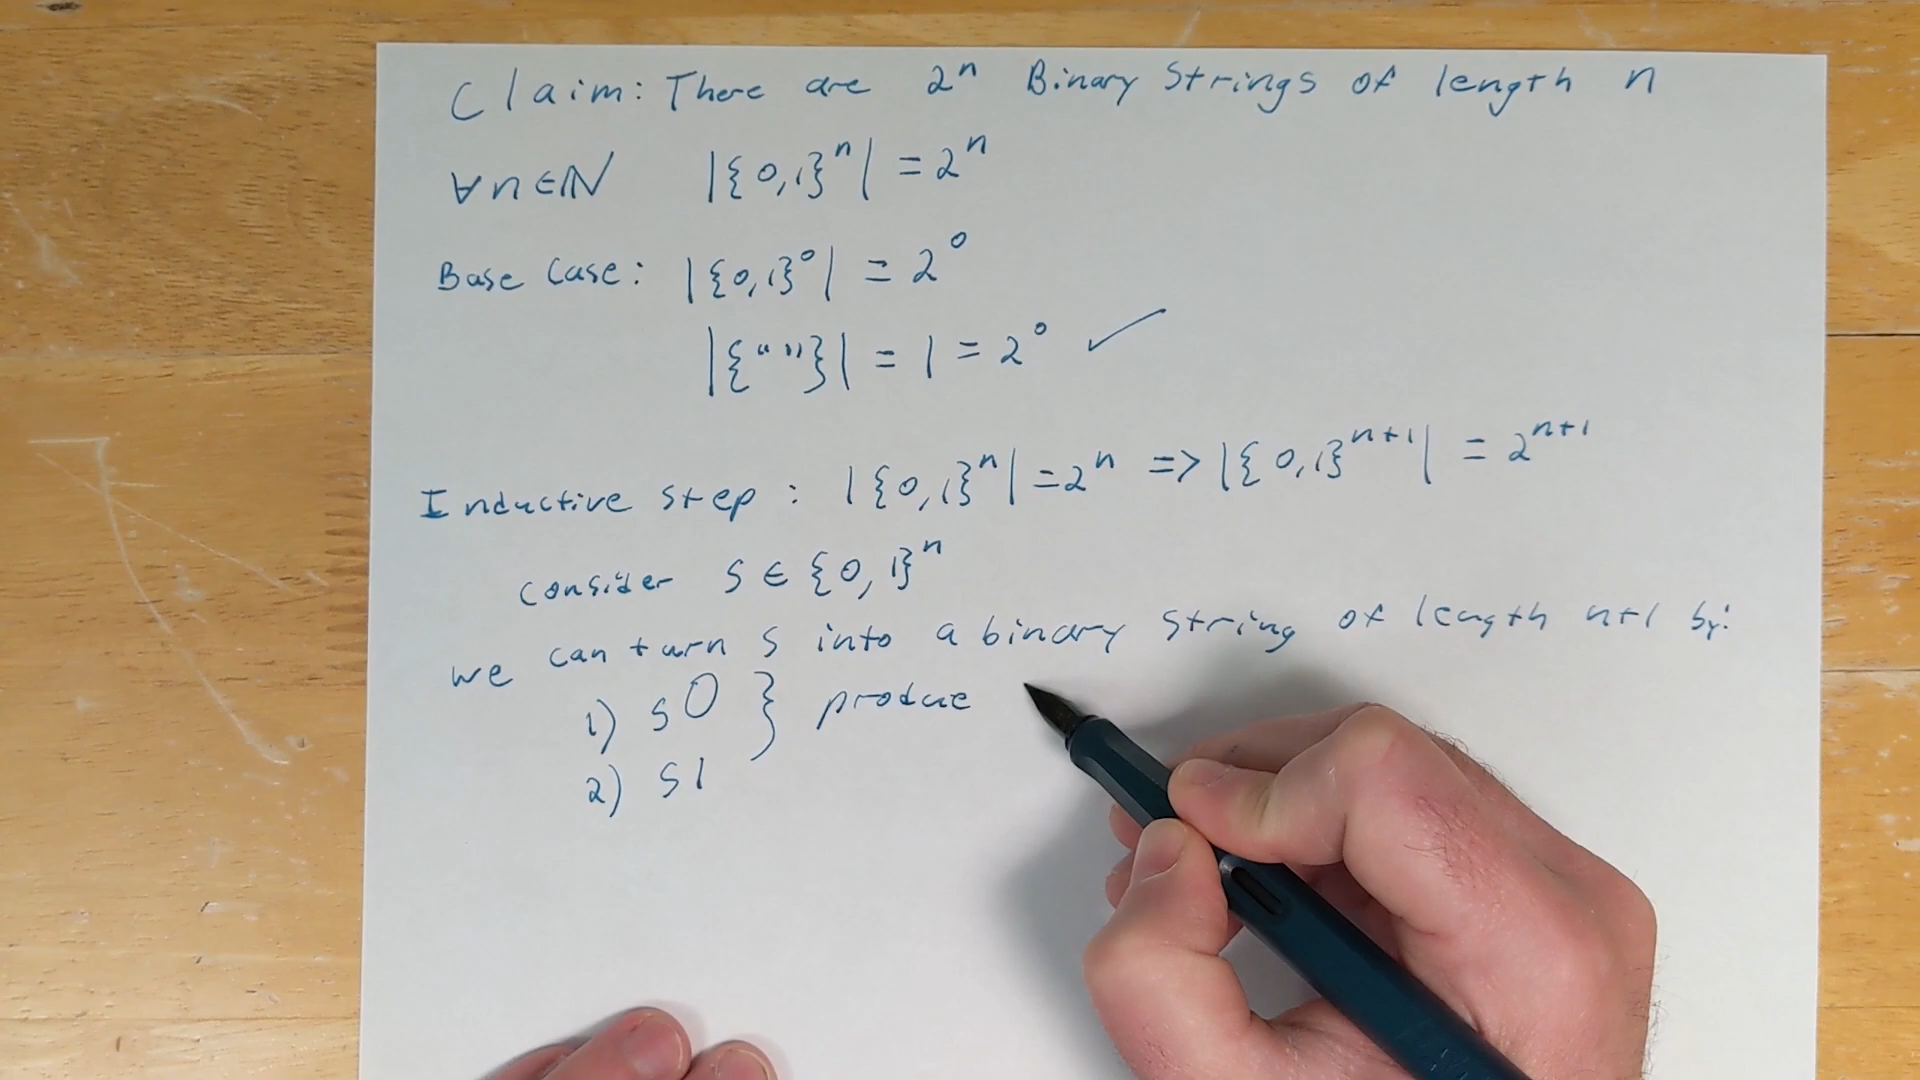 Claim: There are 2^n Binary Strings of length n
∀n∈ℕ |{0,1}^n| = 2^n
Base Case: |{0,1}^0| = 2^0
|{“ ”}| = 1 = 2^0 ✓
Inductive step: |{0,1}^n| = 2^n => |{0,1}^{n+1}| = 2^{n+1}
consider s ∈ {0,1}^n
we can turn s into a binary string of length n+1 by:
1) s0 } produce
2) s1